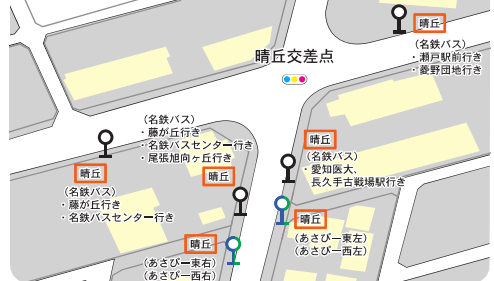 晴丘
(名鉄バス)
・瀬戸駅前行き
・菱野団地行き
晴丘交差点
(名鉄バス)
・藤が丘行き
・名鉄バスセンター行き
・尾張旭向ヶ丘行き
晴丘
晴丘
(名鉄バス)
・愛知医大、
長久手古戦場駅行き
晴丘
(名鉄バス)
・藤が丘行き
・名鉄バスセンター行き
晴丘
(あさぴー東左)
(あさぴー西左)
晴丘
(あさぴー東右)
(あさぴー西右)